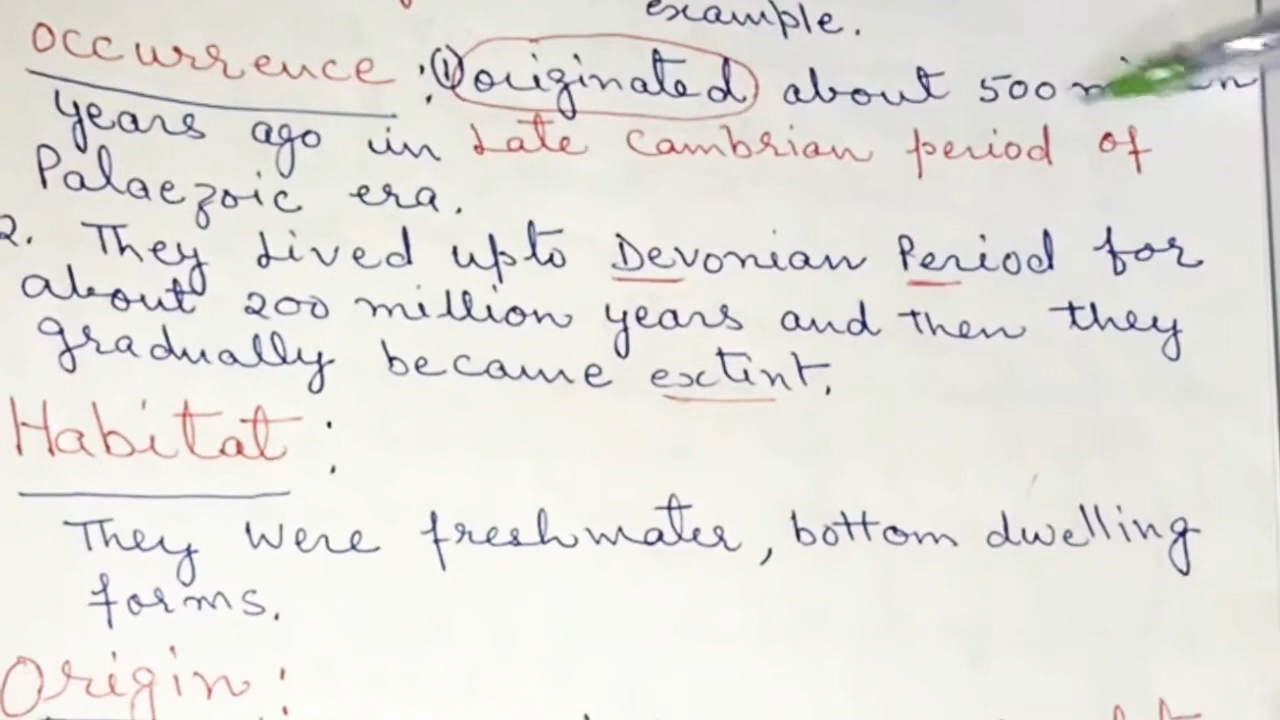 example.
Occurrence : ① originated about 500
years ago in Late Cambrian period of
Palaezoic era.
2. They Lived upto Devonian Period for
about 200 million years and then they
gradually became extint.
Habitat :
They were freshwater, bottom dwelling
forms.
Origin :